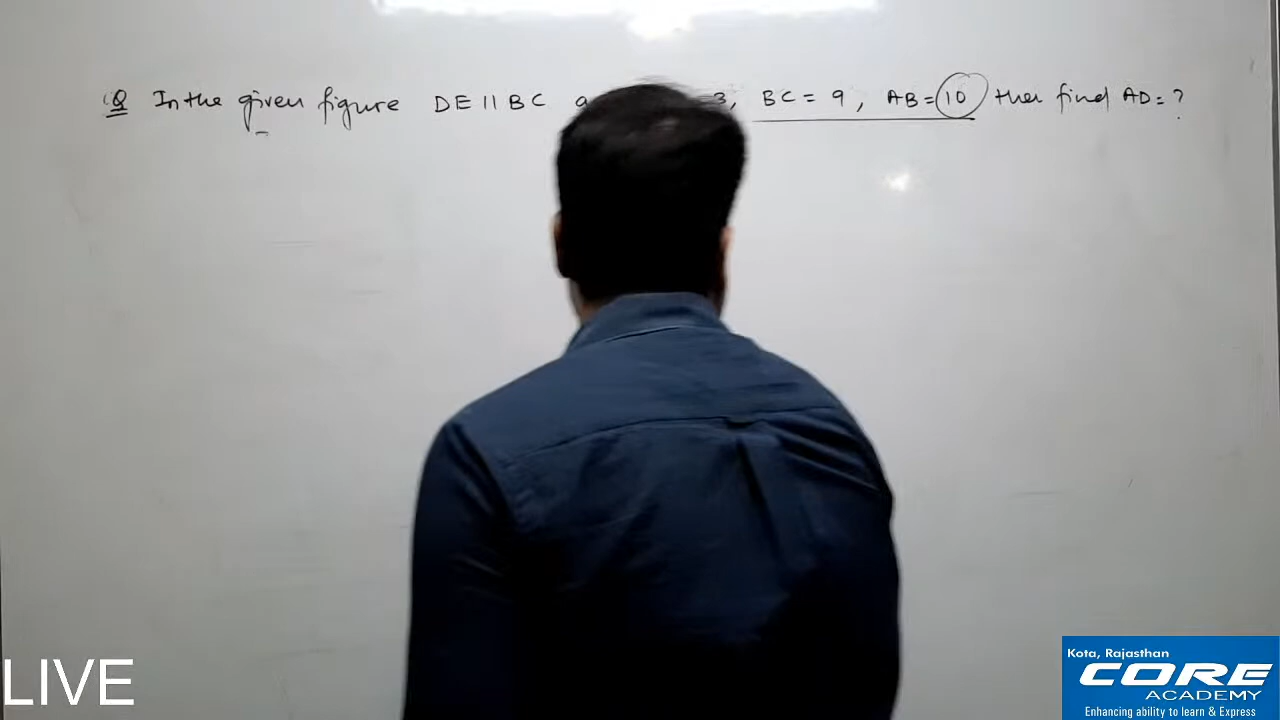 Q In the given figure DE || BC 3, BC = 9, AB = 10 then find AD = ?
LIVE
Kota, Rajasthan
CORE
ACADEMY
Enhancing ability to learn & Express